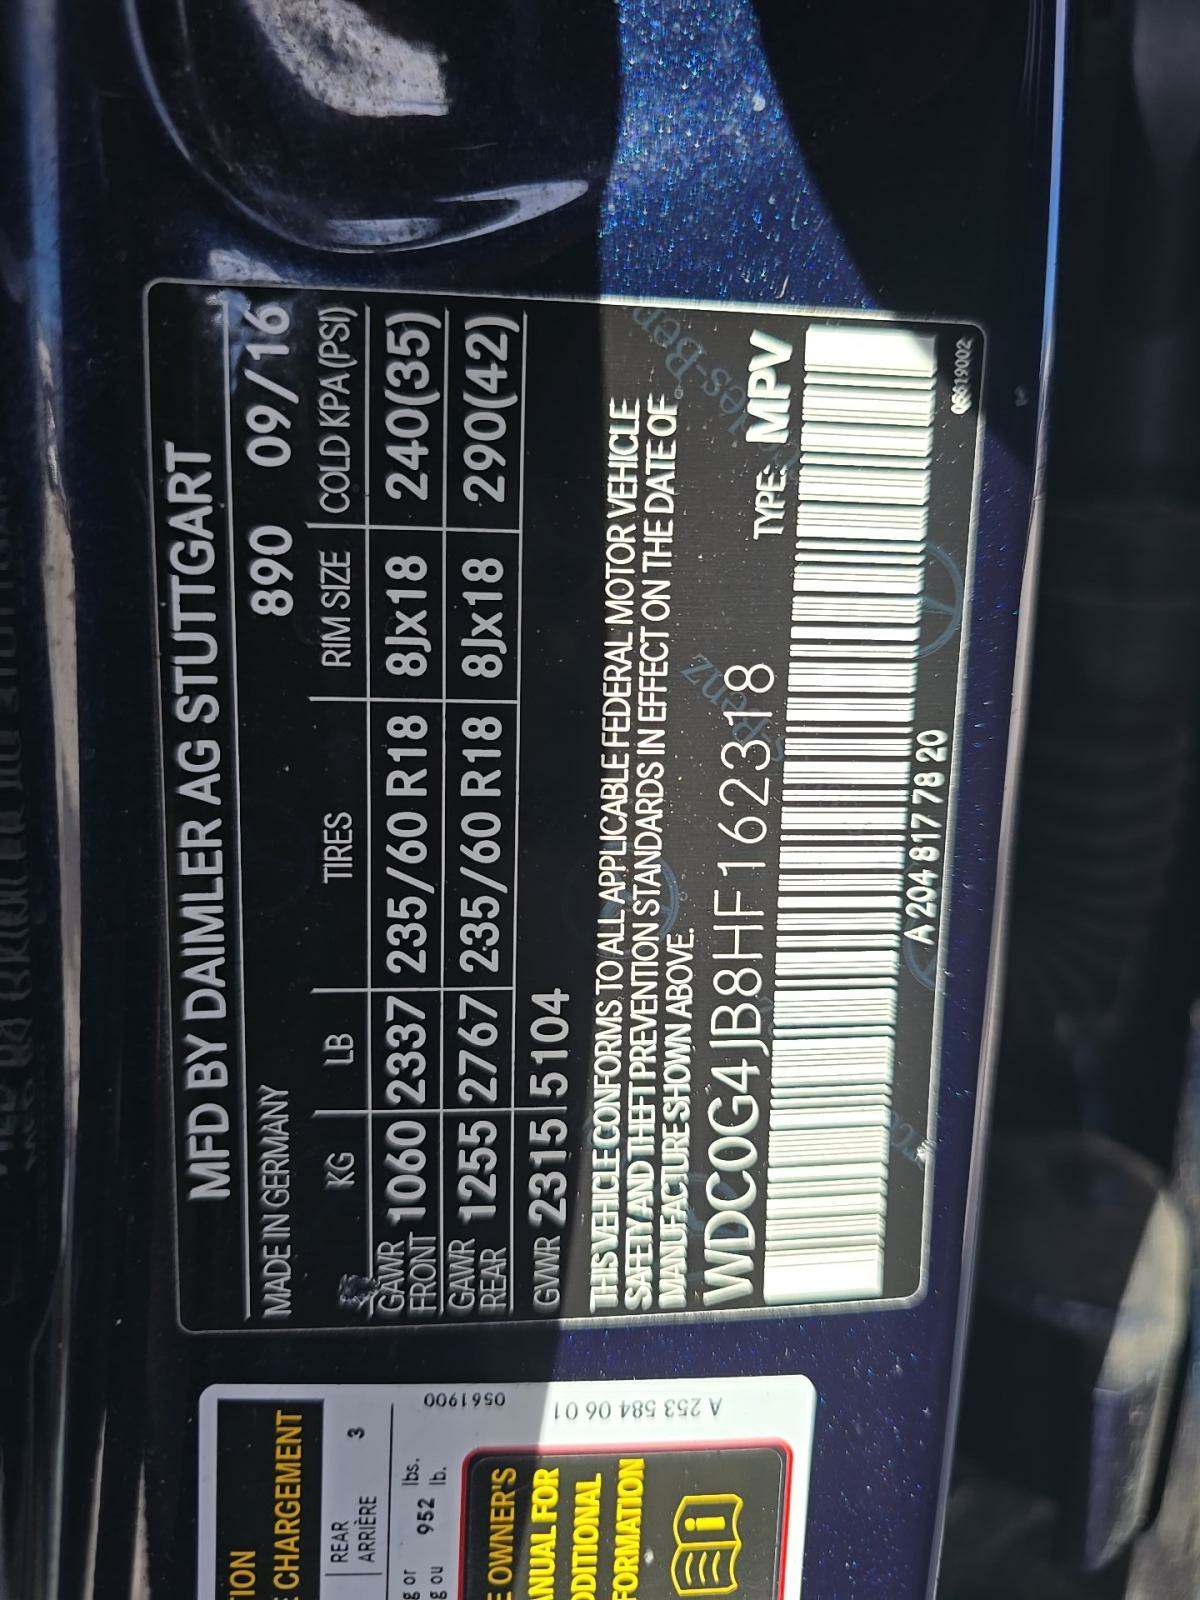 MFD BY DAIMLER AG STUTTGART
MADE IN GERMANY 890 09/16
KG LB TIRES RIM SIZE COLD KPA (PSI)
GAWR FRONT 1060 2337 235/60 R18 8Jx18 240(35)
GAWR REAR 1255 2767 235/60 R18 8Jx18 290(42)
GVWR 2315 5104
THIS VEHICLE CONFORMS TO ALL APPLICABLE FEDERAL MOTOR VEHICLE
SAFETY AND THEFT PREVENTION STANDARDS IN EFFECT ON THE DATE OF
MANUFACTURE SHOWN ABOVE.
WDC0G4JB8HF162318 TYPE: MPV
A 204 817 78 20
CHARGEMENT
REAR 3
ARRIÈRE
or lbs.
ou 952 lb.
OWNER'S
FOR
A 253 584 06 01
0561900